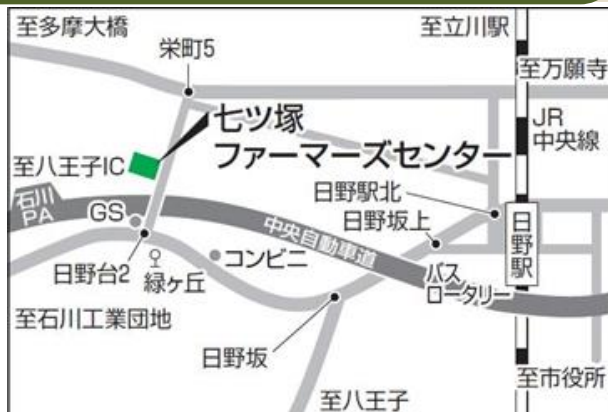 至多摩大橋
栄町5
至立川駅
至万願寺
七ツ塚
ファーマーズセンター
JR
中央線
至八王子IC
石川
PA
GS
日野駅北
日野坂上
日野駅
中央自動車道
コンビニ
バス
ロータリー
日野台2
緑ヶ丘
至石川工業団地
日野坂
至八王子
至市役所